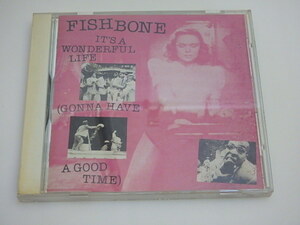 FISHBONE
IT'S A
WONDERFUL
LIFE
(GONNA HAVE
A GOOD
TIME)